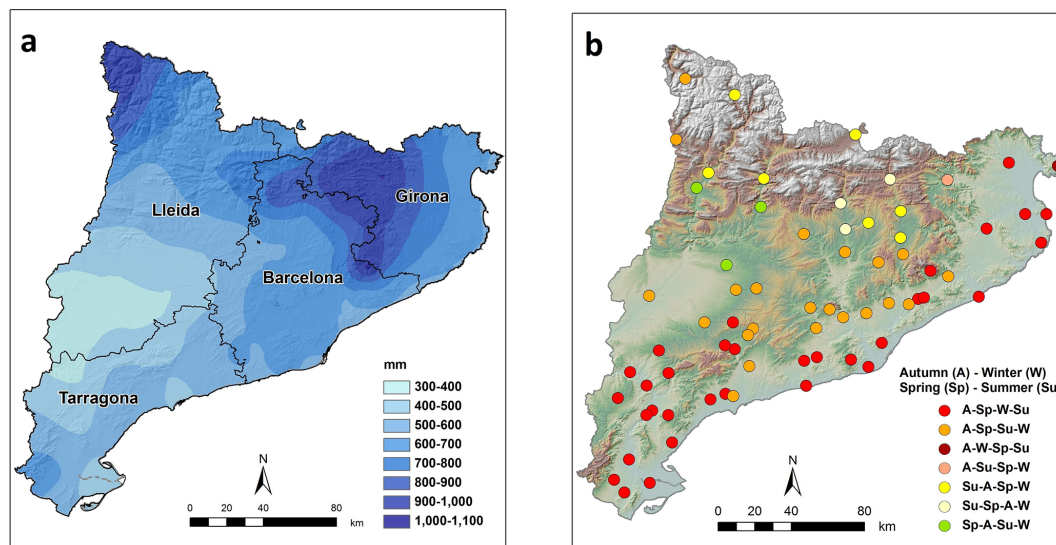 a
Lleida
Girona
Barcelona
Tarragona
mm
300-400
400-500
500-600
600-700
700-800
800-900
900-1,000
1,000-1,100
N
0 20 40 80
km
b
Autumn (A) - Winter (W)
Spring (Sp) - Summer (Su
A-Sp-W-Su
A-Sp-Su-W
A-W-Sp-Su
A-Su-Sp-W
Su-A-Sp-W
Su-Sp-A-W
Sp-A-Su-W
N
0 20 40 80
km